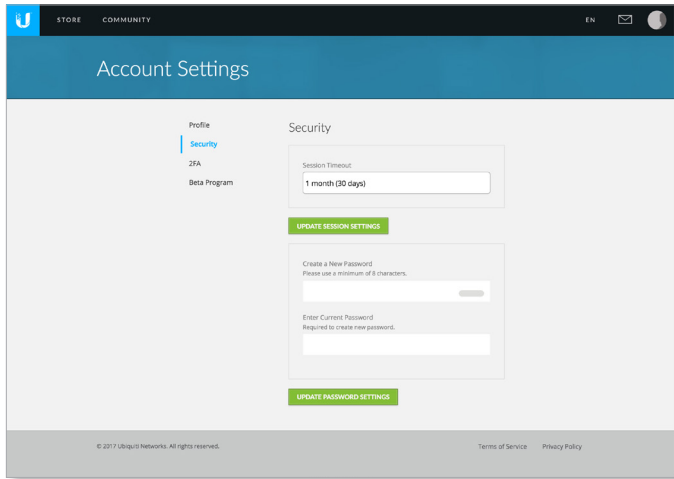 STORE
COMMUNITY
EN
Account Settings
Profile
Security
2FA
Beta Program
Security
Session Timeout
1 month (30 days)
UPDATE SESSION SETTINGS
Create a New Password
Please use a minimum of 8 characters.
Enter Current Password
Required to create new password.
UPDATE PASSWORD SETTINGS
© 2017 Ubiquiti Networks. All rights reserved.
Terms of Service
Privacy Policy